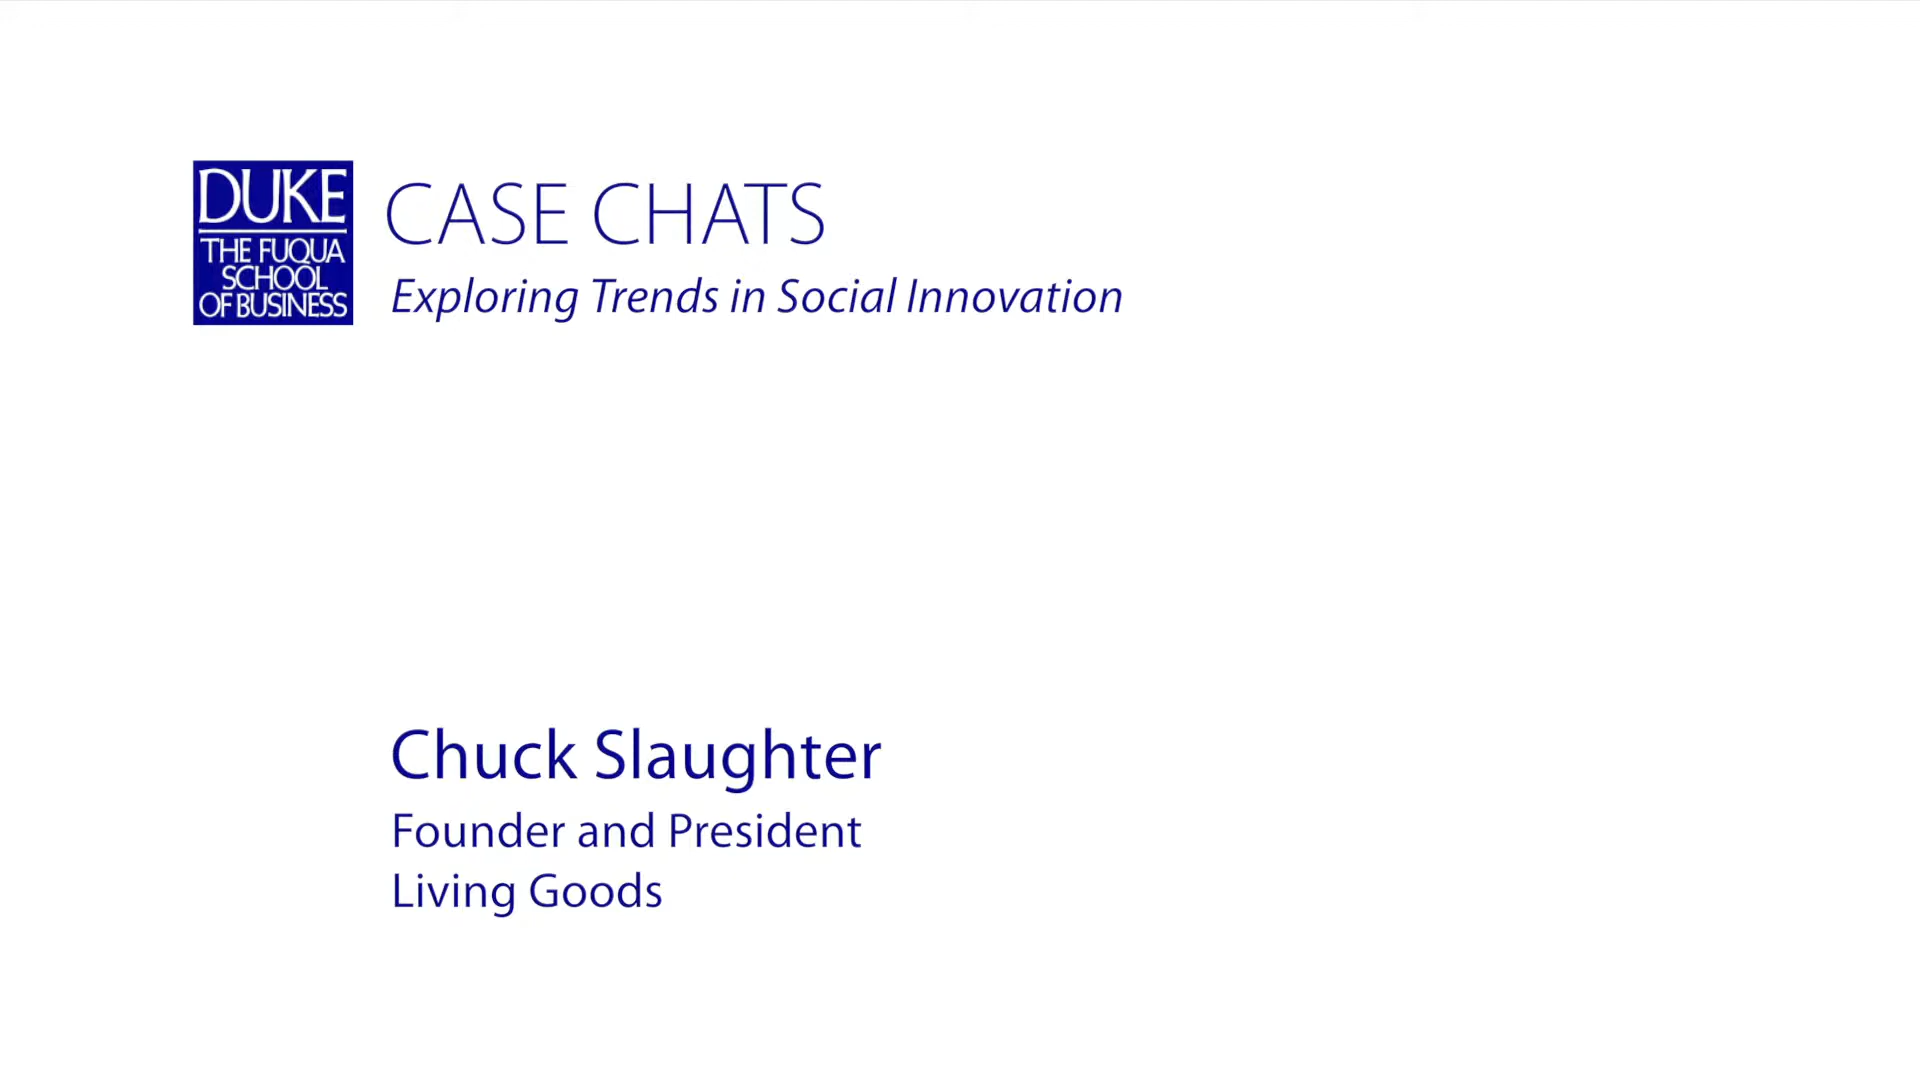 DUKE
THE FUQUA
SCHOOL
OF BUSINESS
CASE CHATS
Exploring Trends in Social Innovation
Chuck Slaughter
Founder and President
Living Goods